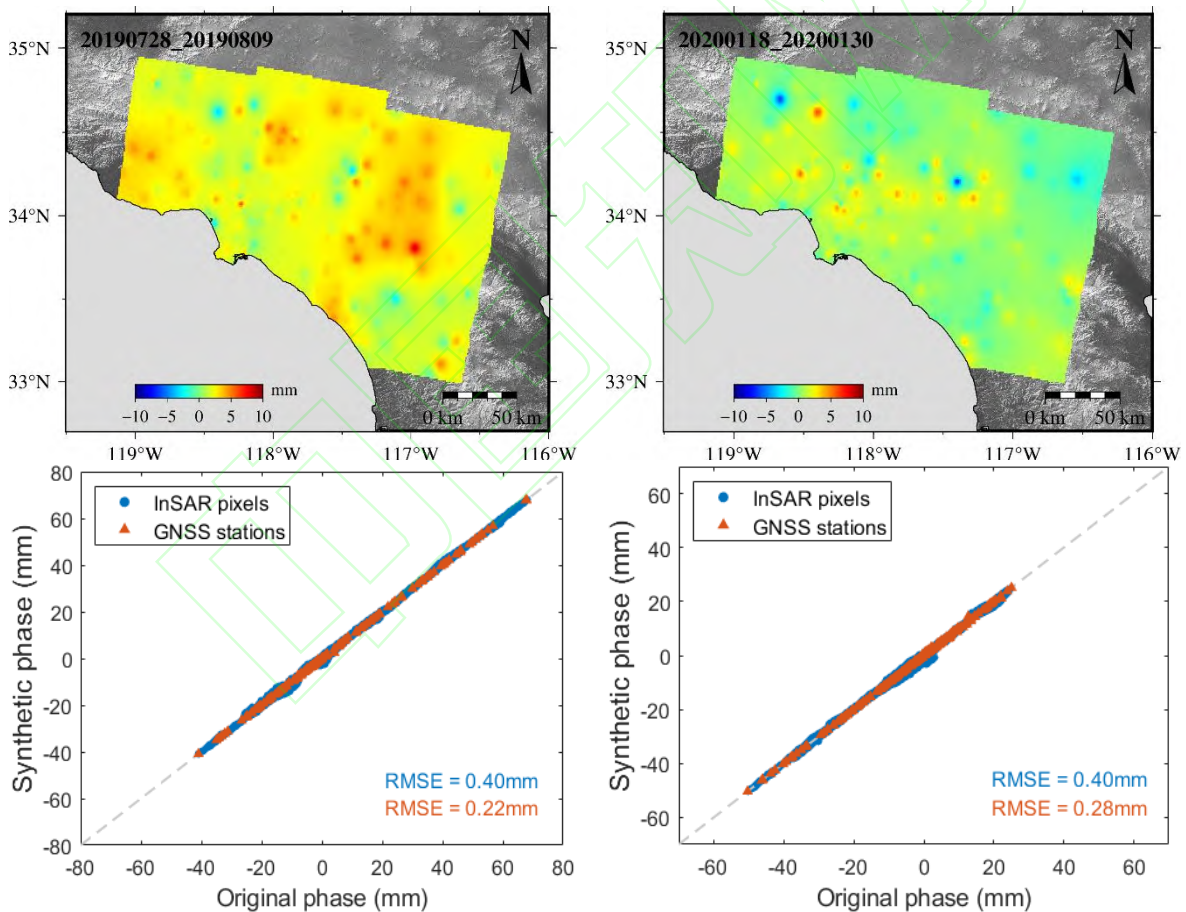 20190728_20190809
N
35°N
34°N
33°N
mm
−10 −5 0 5 10
0 km 50 km
119°W 118°W 117°W 116°W
20200118_20200130
N
35°N
34°N
33°N
mm
−10 −5 0 5 10
0 km 50 km
119°W 118°W 117°W 116°W
InSAR pixels
GNSS stations
RMSE = 0.40mm
RMSE = 0.22mm
Synthetic phase (mm)
80
60
40
20
0
-20
-40
-60
-80
-80 -60 -40 -20 0 20 40 60 80
Original phase (mm)
InSAR pixels
GNSS stations
RMSE = 0.40mm
RMSE = 0.28mm
Synthetic phase (mm)
60
40
20
0
-20
-40
-60
-60 -40 -20 0 20 40 60
Original phase (mm)